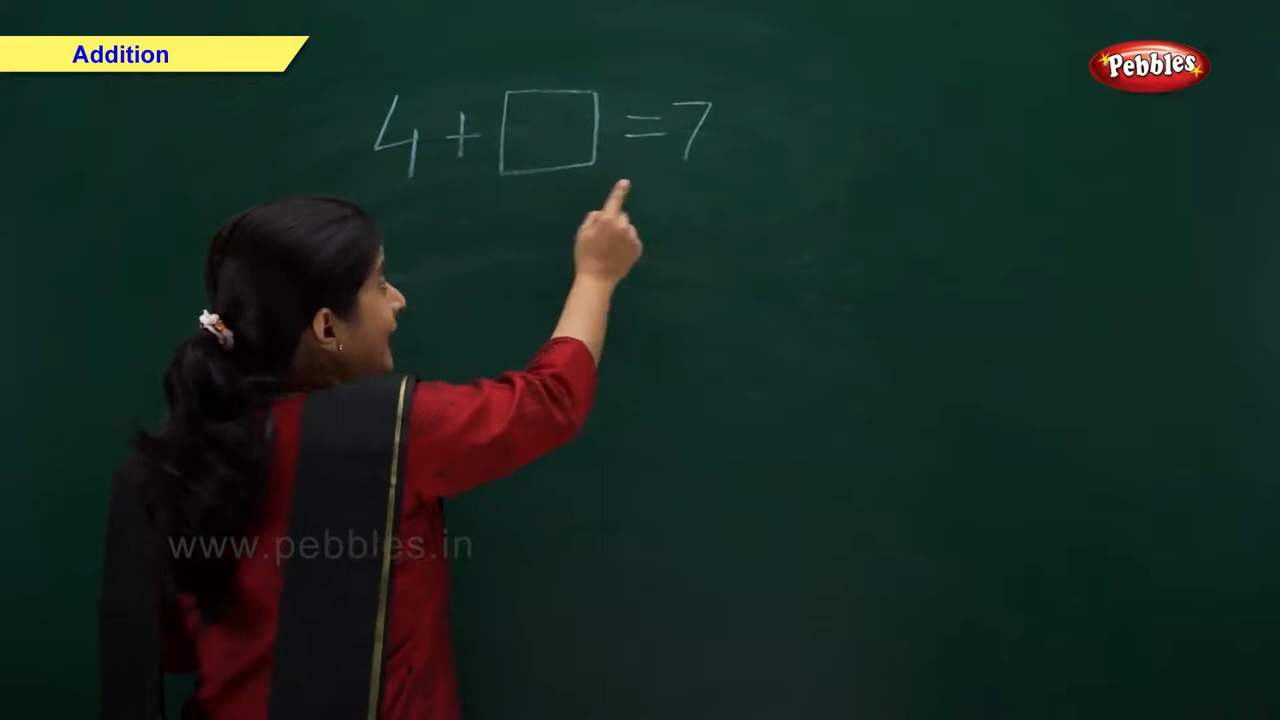 Addition
Pebbles
4 + □ = 7
www.pebbles.in